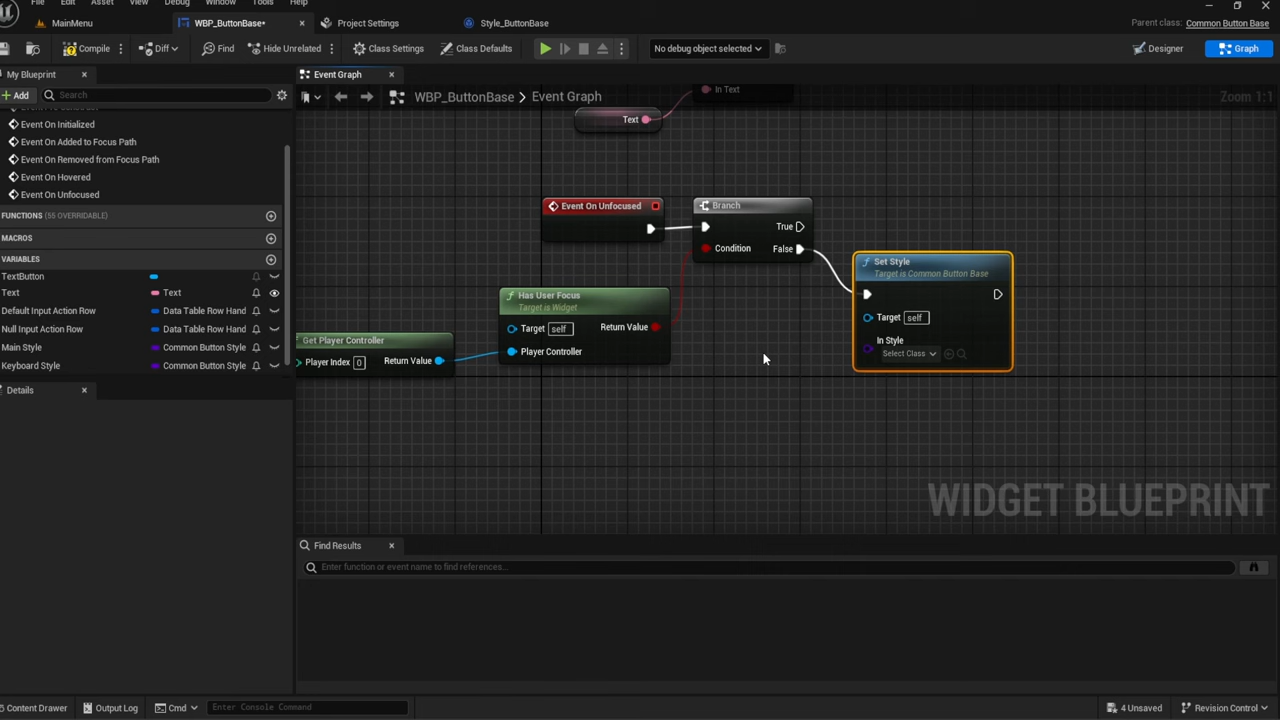 File Edit Asset View Debug Window Tools Help
MainMenu WBP_ButtonBase* Project Settings Style_ButtonBase Parent class: Common Button Base
Compile Diff Find Hide Unrelated Class Settings Class Defaults No debug object selected Designer Graph
My Blueprint Event Graph
Add Search WBP_ButtonBase > Event Graph Zoom 1:1
In Text
Text
Event On Initialized
Event On Added to Focus Path
Event On Removed from Focus Path
Event On Hovered
Event On Unfocused
FUNCTIONS (55 OVERRIDABLE)
MACROS
VARIABLES
TextButton
Text Text
Default Input Action Row Data Table Row Hand
Null Input Action Row Data Table Row Hand
Main Style Common Button Style
Keyboard Style Common Button Style
Details
Event On Unfocused
Branch
True
Condition False
Set Style
Target is Common Button Base
Target self
In Style
Select Class
Has User Focus
Target is Widget
Target self Return Value
Player Controller
Get Player Controller
Player Index 0 Return Value
WIDGET BLUEPRINT
Find Results
Enter function or event name to find references...
Content Drawer Output Log Cmd Enter Console Command 4 Unsaved Revision Control